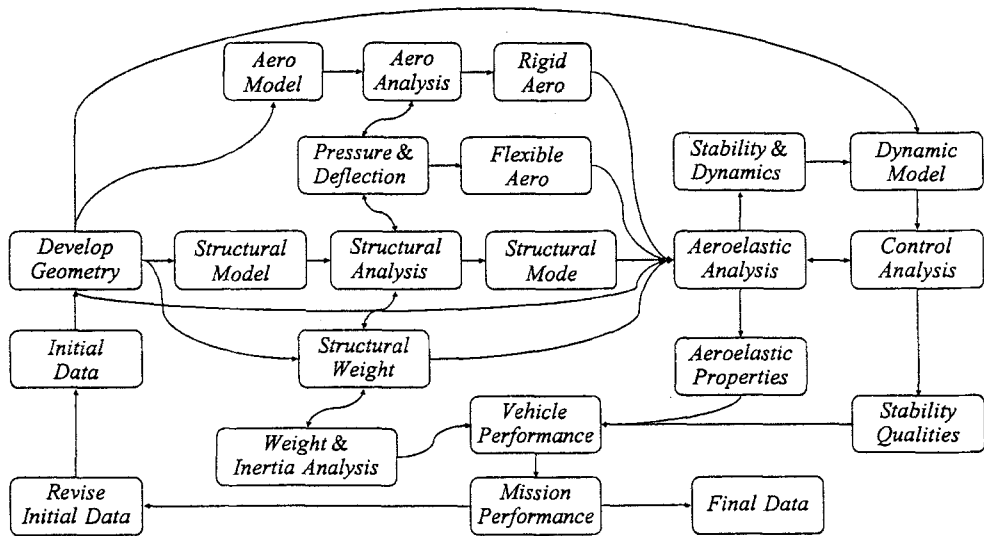 Aero
Model
Aero
Analysis
Rigid
Aero
Pressure &
Deflection
Flexible
Aero
Stability &
Dynamics
Dynamic
Model
Develop
Geometry
Structural
Model
Structural
Analysis
Structural
Mode
Aeroelastic
Analysis
Control
Analysis
Initial
Data
Structural
Weight
Aeroelastic
Properties
Vehicle
Performance
Stability
Qualities
Weight &
Inertia Analysis
Revise
Initial Data
Mission
Performance
Final Data